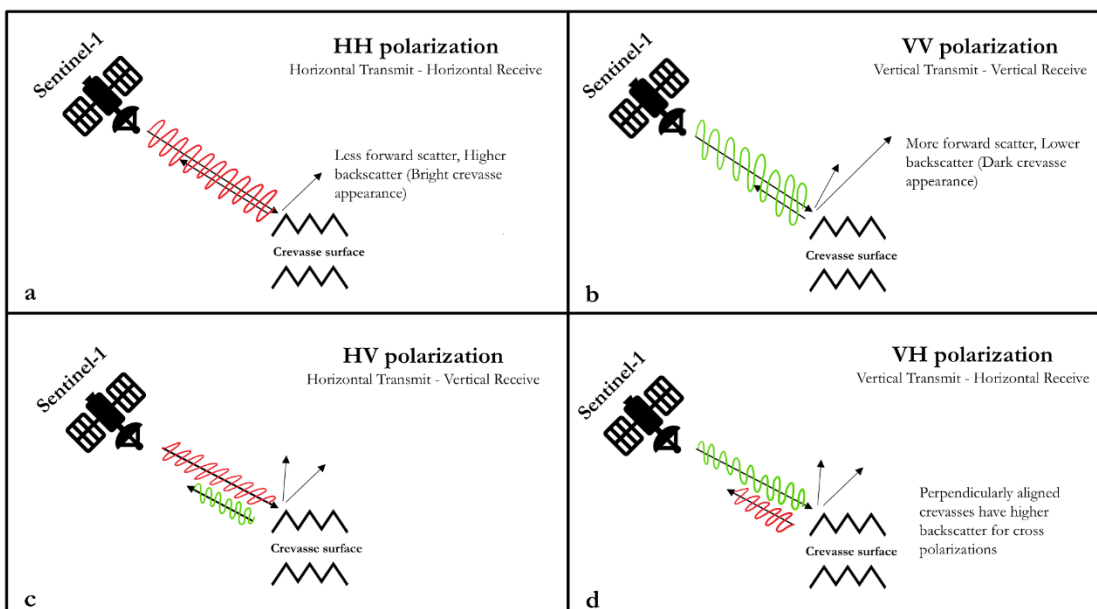 Sentinel-1
HH polarization
Horizontal Transmit - Horizontal Receive
Less forward scatter, Higher
backscatter (Bright crevasse
appearance)
Crevasse surface
a
Sentinel-1
VV polarization
Vertical Transmit - Vertical Receive
More forward scatter, Lower
backscatter (Dark crevasse
appearance)
Crevasse surface
b
Sentinel-1
HV polarization
Horizontal Transmit - Vertical Receive
Crevasse surface
c
Sentinel-1
VH polarization
Vertical Transmit - Horizontal Receive
Perpendicularly aligned
crevasses have higher
backscatter for cross
polarizations
Crevasse surface
d